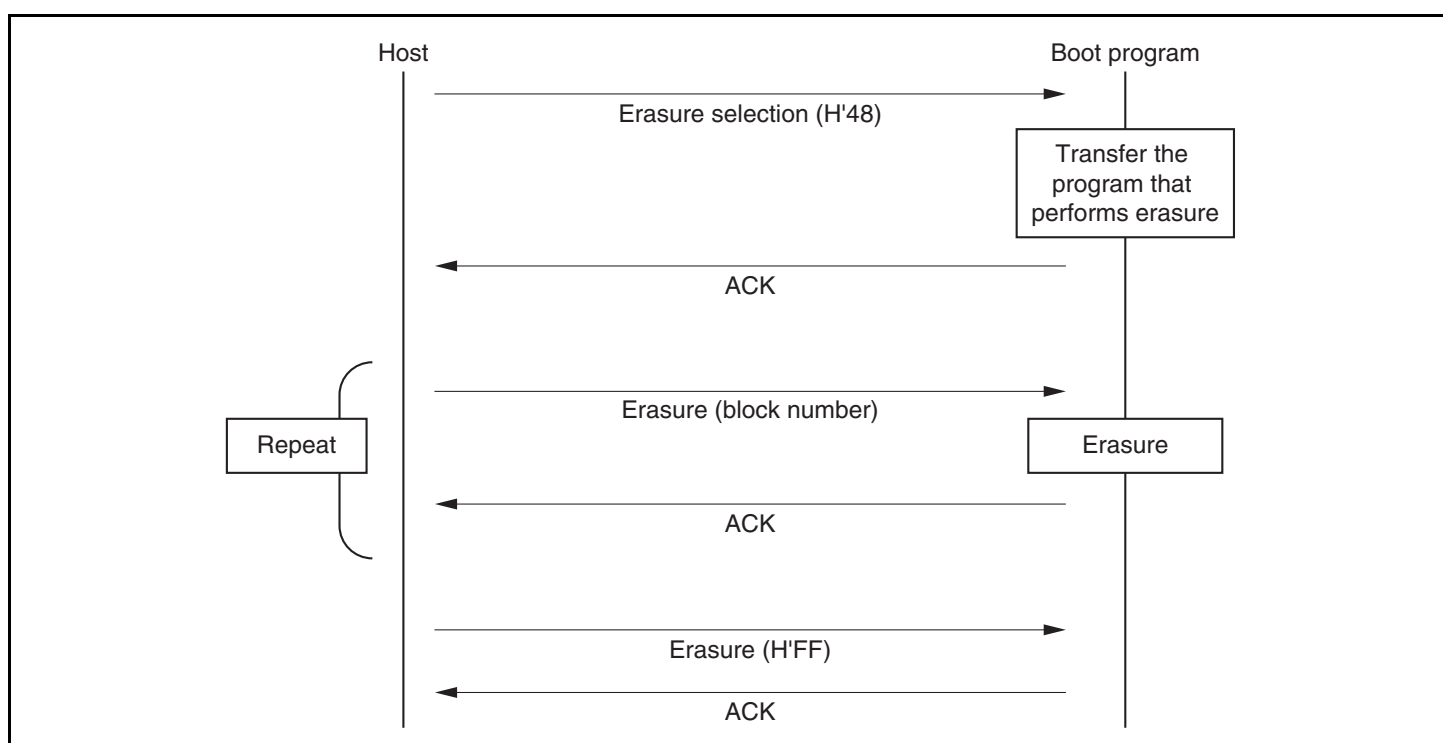 Host
Boot program
Erasure selection (H'48)
Transfer the
program that
performs erasure
ACK
Erasure (block number)
Repeat
Erasure
ACK
Erasure (H'FF)
ACK